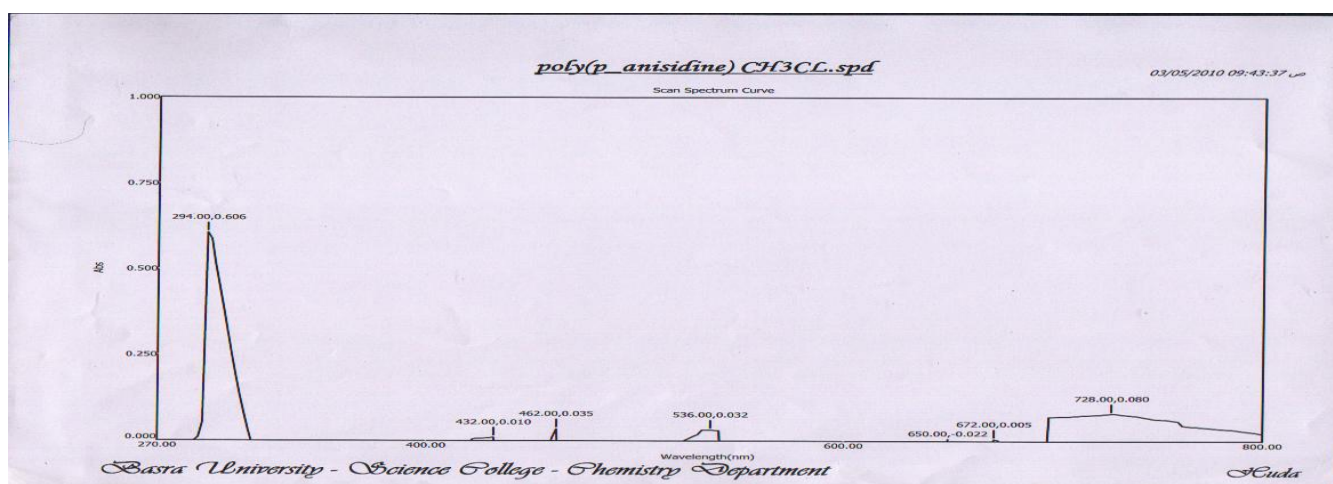 poly(p_anisidine) CH3CL.spd
03/05/2010 09:43:37 ص
Scan Spectrum Curve
1.000
0.750
294.00,0.606
Abs
0.500
0.250
728.00,0.080
462.00,0.035
432.00,0.010
536.00,0.032
672.00,0.005
650.00,-0.022
0.000
270.00
400.00
600.00
800.00
Wavelength(nm)
Basra University - Science College - Chemistry Department
Huda